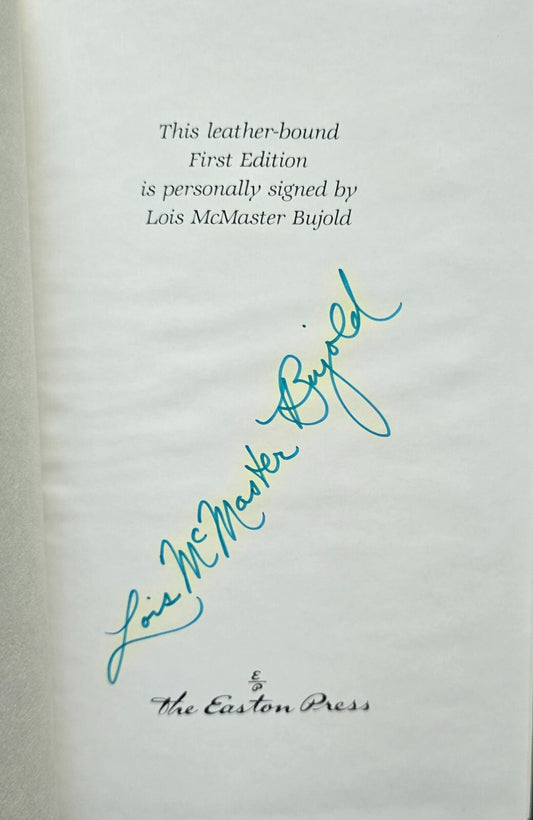 This leather-bound
First Edition
is personally signed by
Lois McMaster Bujold
Lois McMaster Bujold
E
P
The Easton Press